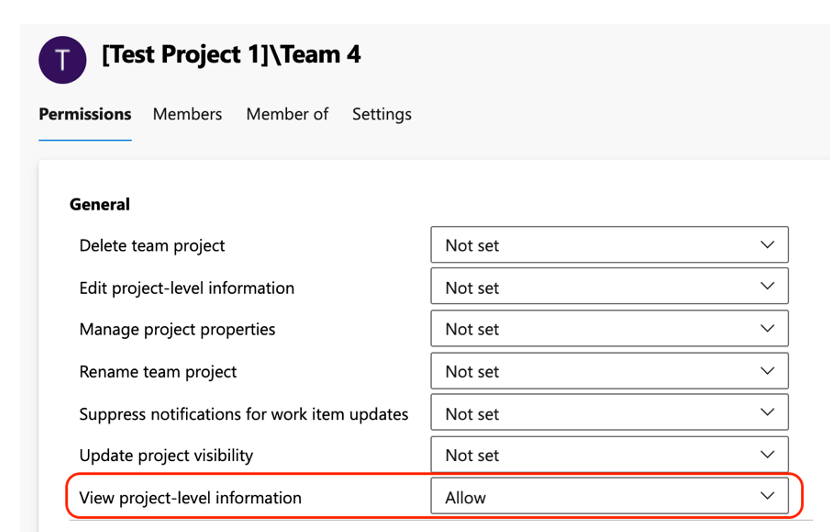 T
[Test Project 1]\Team 4
Permissions Members Member of Settings
General
Delete team project Not set
Edit project-level information Not set
Manage project properties Not set
Rename team project Not set
Suppress notifications for work item updates Not set
Update project visibility Not set
View project-level information Allow